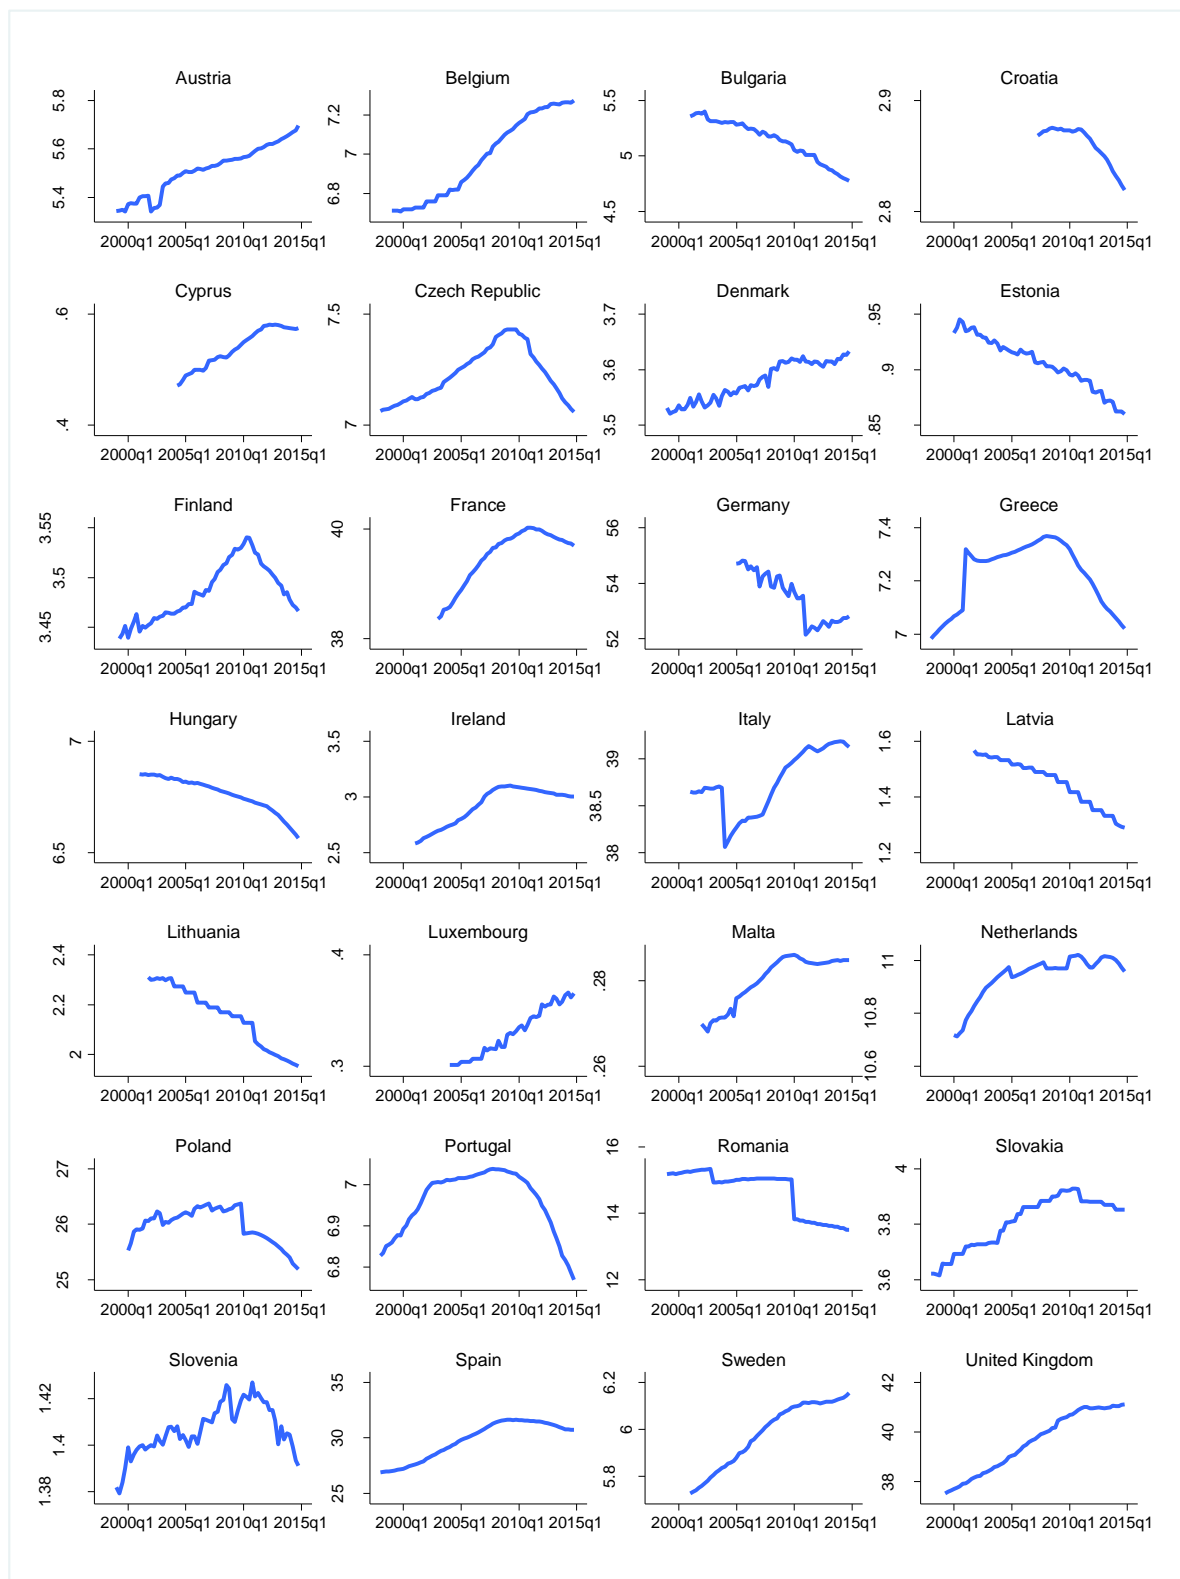 Austria Belgium Bulgaria Croatia
5.4 5.6 5.8
2000q1 2005q1 2010q1 2015q1
6.8 7 7.2
2000q1 2005q1 2010q1 2015q1
4.5 5 5.5
2000q1 2005q1 2010q1 2015q1
2.8 2.9
2000q1 2005q1 2010q1 2015q1
Cyprus Czech Republic Denmark Estonia
.4 .6
2000q1 2005q1 2010q1 2015q1
7 7.5
2000q1 2005q1 2010q1 2015q1
3.5 3.6 3.7
2000q1 2005q1 2010q1 2015q1
.85 .9 .95
2000q1 2005q1 2010q1 2015q1
Finland France Germany Greece
3.45 3.5 3.55
2000q1 2005q1 2010q1 2015q1
38 40
2000q1 2005q1 2010q1 2015q1
52 54 56
2000q1 2005q1 2010q1 2015q1
7 7.2 7.4
2000q1 2005q1 2010q1 2015q1
Hungary Ireland Italy Latvia
6.5 7
2000q1 2005q1 2010q1 2015q1
2.5 3 3.5
2000q1 2005q1 2010q1 2015q1
38 38.5 39
2000q1 2005q1 2010q1 2015q1
1.2 1.4 1.6
2000q1 2005q1 2010q1 2015q1
Lithuania Luxembourg Malta Netherlands
2 2.2 2.4
2000q1 2005q1 2010q1 2015q1
.3 .4
2000q1 2005q1 2010q1 2015q1
.26 .28
2000q1 2005q1 2010q1 2015q1
10.6 10.8 11
2000q1 2005q1 2010q1 2015q1
Poland Portugal Romania Slovakia
25 26 27
2000q1 2005q1 2010q1 2015q1
6.8 6.9 7
2000q1 2005q1 2010q1 2015q1
12 14 16
2000q1 2005q1 2010q1 2015q1
3.6 3.8 4
2000q1 2005q1 2010q1 2015q1
Slovenia Spain Sweden United Kingdom
1.38 1.4 1.42
2000q1 2005q1 2010q1 2015q1
25 30 35
2000q1 2005q1 2010q1 2015q1
5.8 6 6.2
2000q1 2005q1 2010q1 2015q1
38 40 42
2000q1 2005q1 2010q1 2015q1